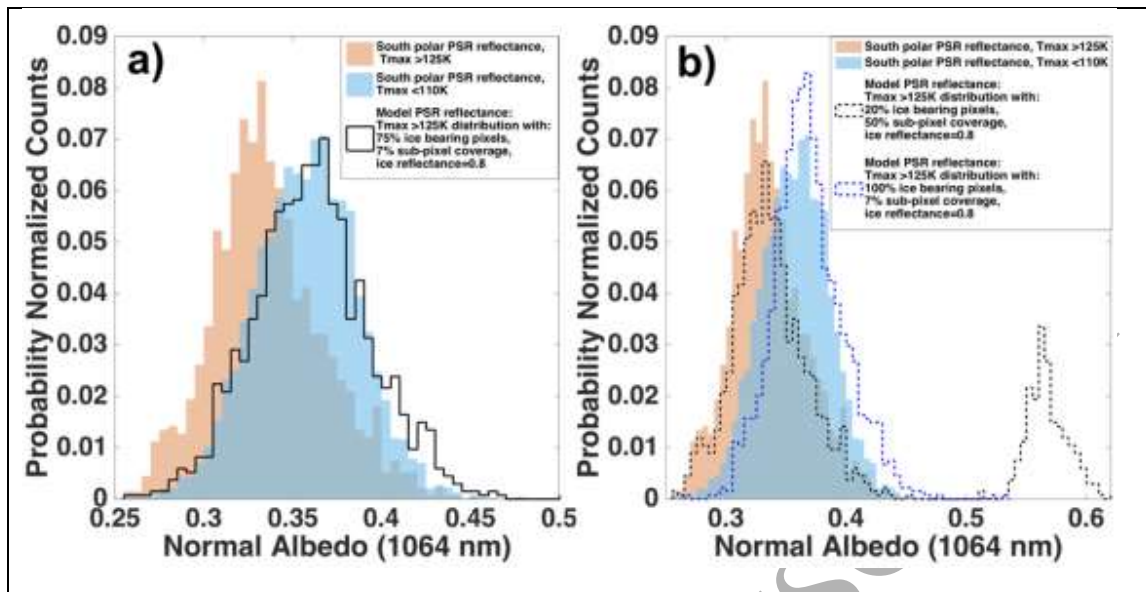 a)
Probability Normalized Counts
0.09
0.08
0.07
0.06
0.05
0.04
0.03
0.02
0.01
0
0.25
0.3
0.35
0.4
0.45
0.5
Normal Albedo (1064 nm)
South polar PSR reflectance,
Tmax >125K
South polar PSR reflectance,
Tmax <110K
Model PSR reflectance:
Tmax >125K distribution with:
75% ice bearing pixels,
7% sub-pixel coverage,
ice reflectance=0.8
b)
Probability Normalized Counts
0.09
0.08
0.07
0.06
0.05
0.04
0.03
0.02
0.01
0
0.3
0.4
0.5
0.6
Normal Albedo (1064 nm)
South polar PSR reflectance, Tmax >125K
South polar PSR reflectance, Tmax <110K
Model PSR reflectance:
Tmax >125K distribution with:
20% ice bearing pixels,
50% sub-pixel coverage,
ice reflectance=0.8
Model PSR reflectance:
Tmax >125K distribution with:
100% ice bearing pixels,
7% sub-pixel coverage,
ice reflectance=0.8